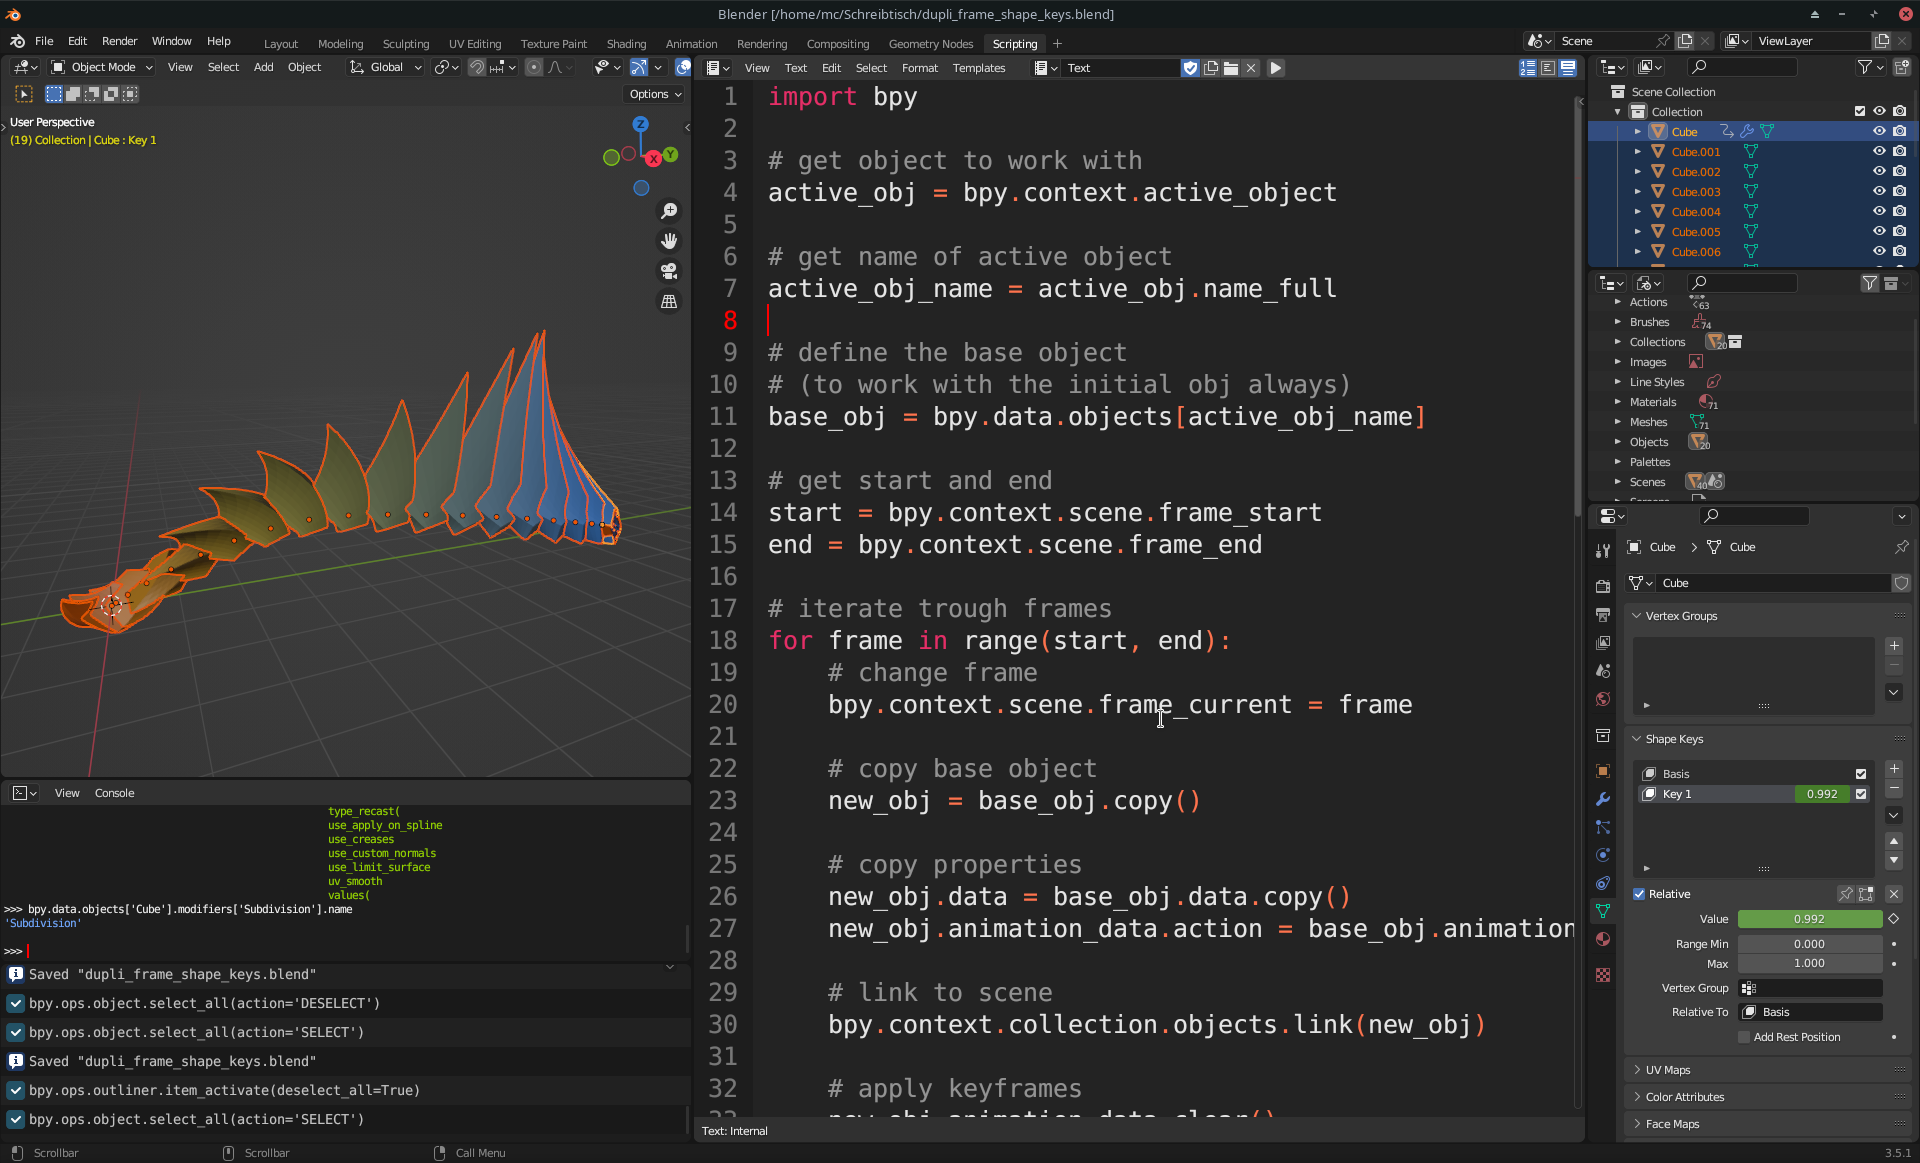 Blender [/home/mc/Schreibtisch/dupli_frame_shape_keys.blend]
File Edit Render Window Help
Layout Modeling Sculpting UV Editing Texture Paint Shading Animation Rendering Compositing Geometry Nodes Scripting +
Scene
ViewLayer
Object Mode View Select Add Object Global
Options
User Perspective
(19) Collection | Cube : Key 1
Z
X
Y
View Console
type_recast(
use_apply_on_spline
use_creases
use_custom_normals
use_limit_surface
uv_smooth
values(
>>> bpy.data.objects['Cube'].modifiers['Subdivision'].name
'Subdivision'
>>>
Saved "dupli_frame_shape_keys.blend"
bpy.ops.object.select_all(action='DESELECT')
bpy.ops.object.select_all(action='SELECT')
Saved "dupli_frame_shape_keys.blend"
bpy.ops.outliner.item_activate(deselect_all=True)
bpy.ops.object.select_all(action='SELECT')
View Text Edit Select Format Templates Text
1 import bpy
2
3 # get object to work with
4 active_obj = bpy.context.active_object
5
6 # get name of active object
7 active_obj_name = active_obj.name_full
8
9 # define the base object
10 # (to work with the initial obj always)
11 base_obj = bpy.data.objects[active_obj_name]
12
13 # get start and end
14 start = bpy.context.scene.frame_start
15 end = bpy.context.scene.frame_end
16
17 # iterate trough frames
18 for frame in range(start, end):
19 # change frame
20 bpy.context.scene.frame_current = frame
21
22 # copy base object
23 new_obj = base_obj.copy()
24
25 # copy properties
26 new_obj.data = base_obj.data.copy()
27 new_obj.animation_data.action = base_obj.animation
28
29 # link to scene
30 bpy.context.collection.objects.link(new_obj)
31
32 # apply keyframes
33 new_obj.animation_data_clear()
Text: Internal
Scene Collection
Collection
Cube
Cube.001
Cube.002
Cube.003
Cube.004
Cube.005
Cube.006
Actions 63
Brushes 74
Collections 20
Images
Line Styles
Materials 71
Meshes 71
Objects 20
Palettes
Scenes 40
Cube > Cube
Cube
Vertex Groups
Shape Keys
Basis
Key 1 0.992
Relative
Value 0.992
Range Min 0.000
Max 1.000
Vertex Group
Relative To Basis
Add Rest Position
UV Maps
Color Attributes
Face Maps
Scrollbar Scrollbar Call Menu 3.5.1